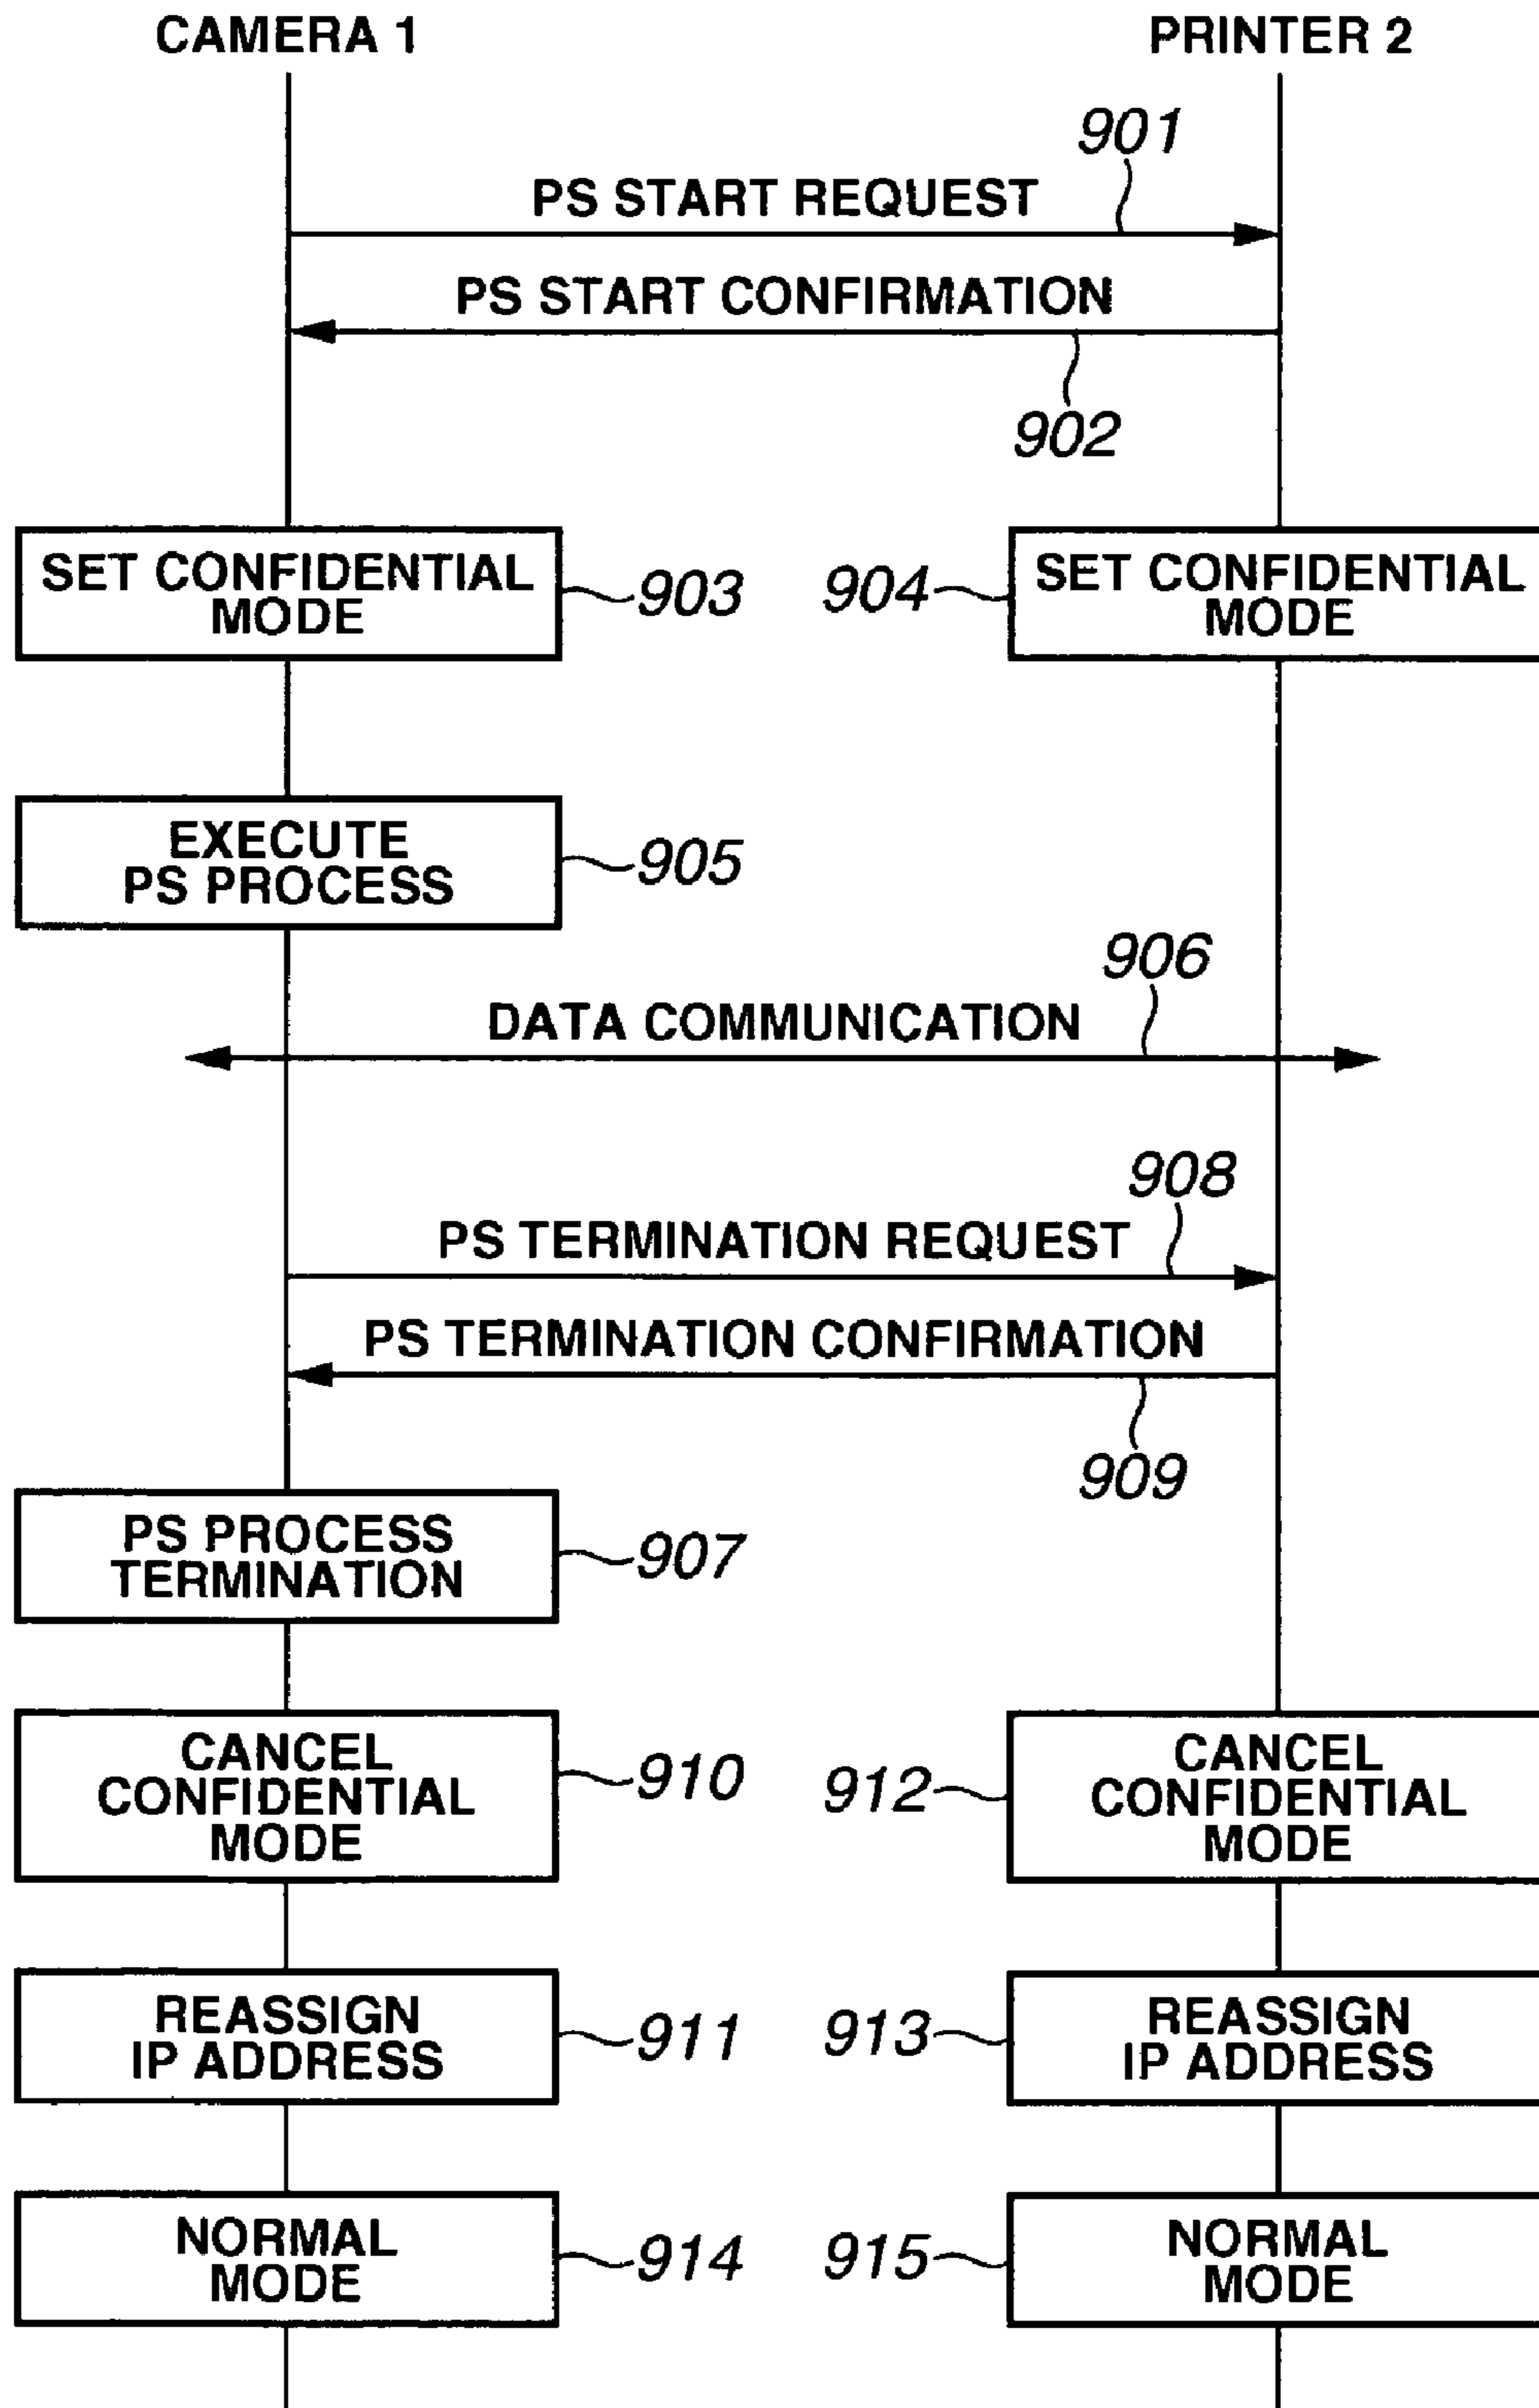 CAMERA 1
PRINTER 2
901
PS START REQUEST
PS START CONFIRMATION
902
SET CONFIDENTIAL
MODE
903
904
SET CONFIDENTIAL
MODE
EXECUTE
PS PROCESS
905
906
DATA COMMUNICATION
908
PS TERMINATION REQUEST
PS TERMINATION CONFIRMATION
909
PS PROCESS
TERMINATION
907
CANCEL
CONFIDENTIAL
MODE
910
912
CANCEL
CONFIDENTIAL
MODE
REASSIGN
IP ADDRESS
911
913
REASSIGN
IP ADDRESS
NORMAL
MODE
914
915
NORMAL
MODE